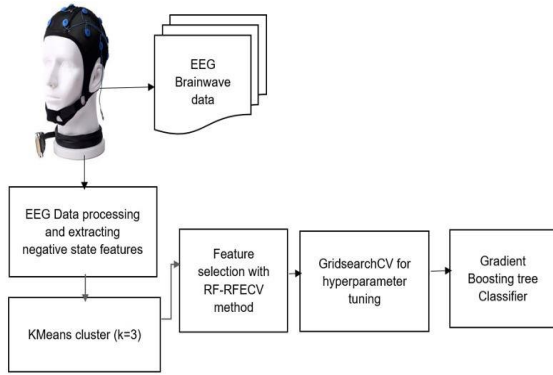 EEG
Brainwave
data
EEG Data processing
and extracting
negative state features
KMeans cluster (k=3)
Feature
selection with
RF-RFECV
method
GridsearchCV for
hyperparameter
tuning
Gradient
Boosting tree
Classifier